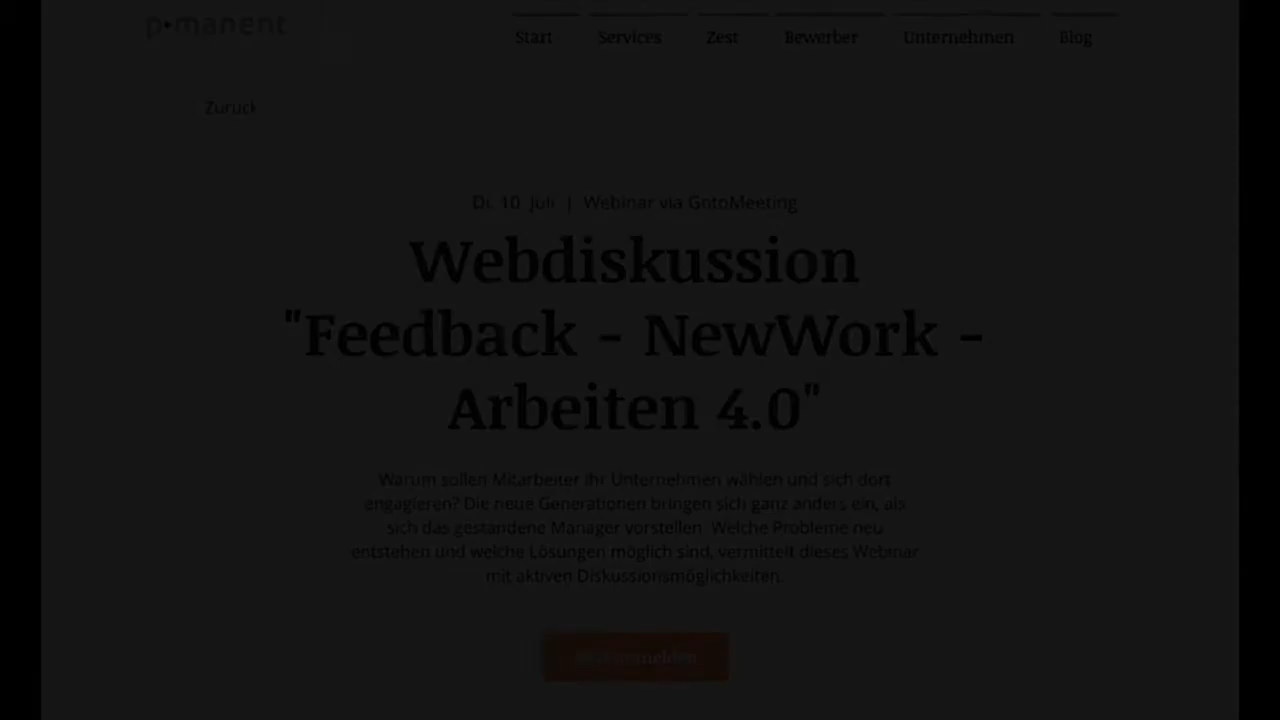 p•manent
Start Services Zest Bewerber Unternehmen Blog
Zurück
Di. 10. Juli | Webinar via GotoMeeting
Webdiskussion
"Feedback - NewWork -
Arbeiten 4.0"
Warum sollen Mitarbeiter Ihr Unternehmen wählen und sich dort
engagieren? Die neue Generationen bringen sich ganz anders ein, als
sich das gestandene Manager vorstellen. Welche Probleme neu
entstehen und welche Lösungen möglich sind, vermittelt dieses Webinar
mit aktiven Diskussionsmöglichkeiten.